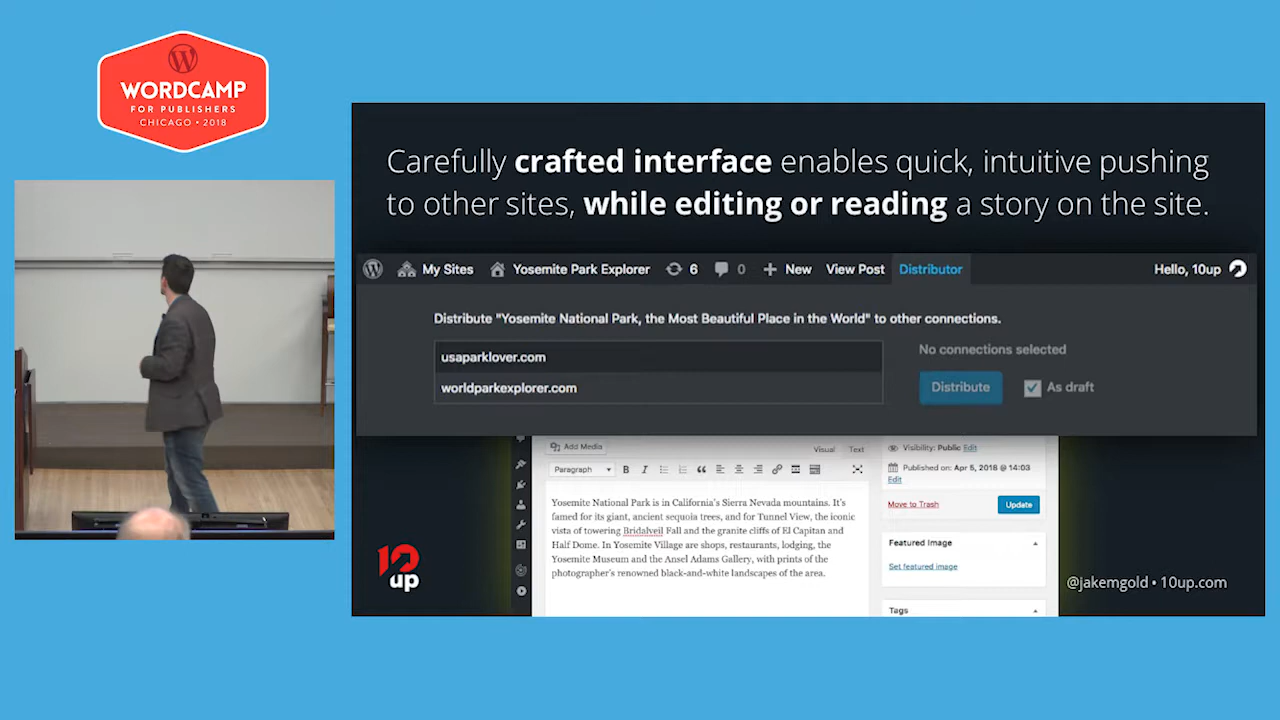 WORDCAMP
FOR PUBLISHERS
CHICAGO • 2018
Carefully crafted interface enables quick, intuitive pushing
to other sites, while editing or reading a story on the site.
My Sites Yosemite Park Explorer 6 0 New View Post Distributor Hello, 10up
Distribute "Yosemite National Park, the Most Beautiful Place in the World" to other connections.
usaparklover.com
worldparkexplorer.com
No connections selected
Distribute As draft
Add Media
Visual Text
Paragraph B I
Yosemite National Park is in California's Sierra Nevada mountains. It's
famed for its giant, ancient sequoia trees, and for Tunnel View, the iconic
vista of towering Bridalveil Fall and the granite cliffs of El Capitan and
Half Dome. In Yosemite Village are shops, restaurants, lodging, the
Yosemite Museum and the Ansel Adams Gallery, with prints of the
photographer's renowned black-and-white landscapes of the area.
Visibility: Public Edit
Published on: Apr 5, 2018 @ 14:03
Edit
Move to Trash Update
Featured Image
Set featured image
Tags
10
up
@jakemgold • 10up.com